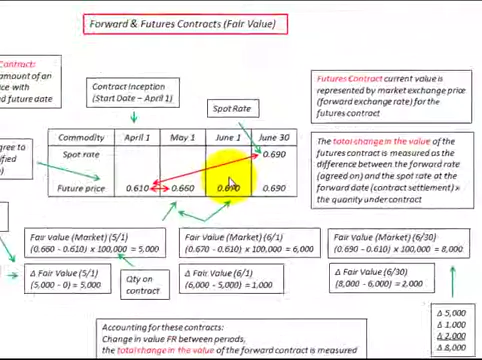 Forward & Futures Contracts (Fair Value)
Contract:
amount of an
ice with
d future date
Contract Inception
(Start Date – April 1)
Spot Rate
Futures Contract current value is
represented by market exchange price
(forward exchange rate) for the
futures contract
Commodity April 1 May 1 June 1 June 30
Spot rate 0.690
Future price 0.610 0.660 0.690
gree to
ified
The total change in the value of the
futures contract is measured as the
difference between the forward rate
(agreed on) and the spot rate at the
forward date (contract settlement) x
the quanity under contract
Fair Value (Market) (5/1)
(0.660 - 0.610) x 100,000 = 5,000
Fair Value (Market) (6/1)
(0.670 - 0.610) x 100,000 = 6,000
Fair Value (Market) (6/30)
(0.690 - 0.610) x 100,000 = 8,000
Δ Fair Value (5/1)
(5,000 - 0) = 5,000
Qty on
contract
Δ Fair Value (6/1)
(6,000 - 5,000) = 1,000
Δ Fair Value (6/30)
(8,000 - 6,000) = 2,000
Δ 5,000
Δ 1,000
Δ 2,000
Δ 8,000
Accounting for these contracts:
Change in value FR between periods,
the total change in the value of the forward contract is measured